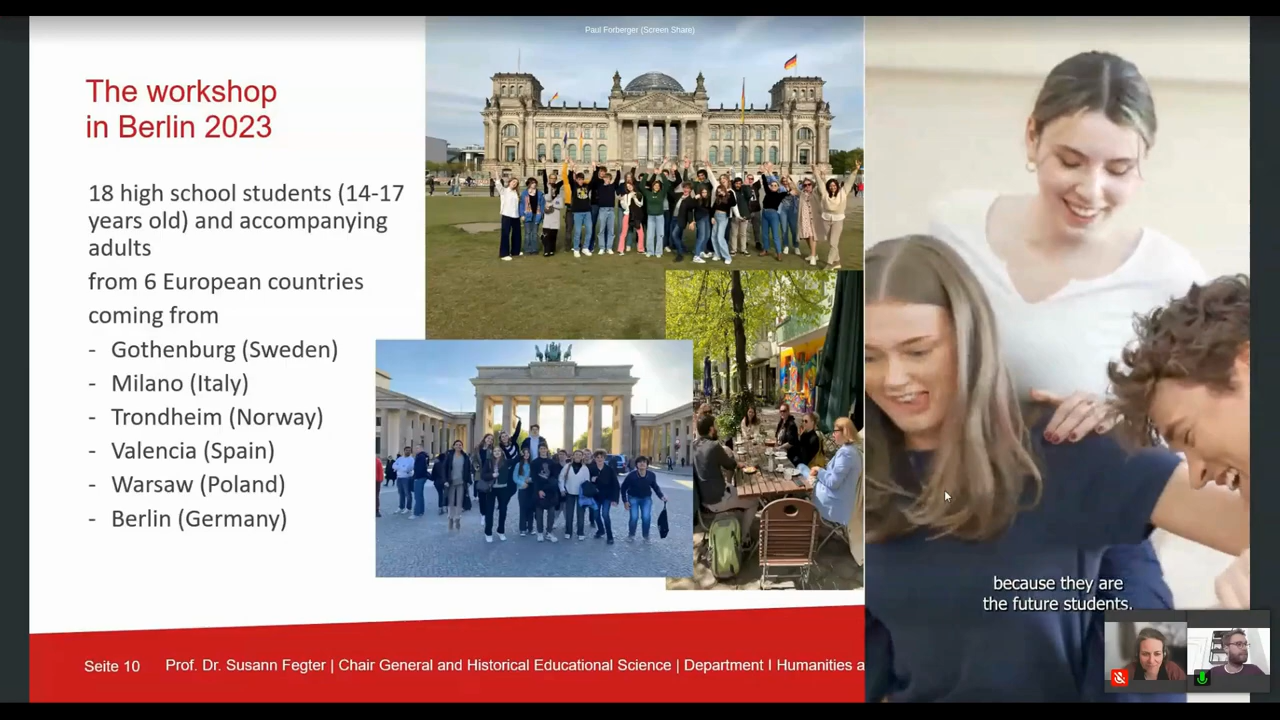 Paul Forberger (Screen Share)
The workshop
in Berlin 2023
18 high school students (14-17
years old) and accompanying
adults
from 6 European countries
coming from
- Gothenburg (Sweden)
- Milano (Italy)
- Trondheim (Norway)
- Valencia (Spain)
- Warsaw (Poland)
- Berlin (Germany)
because they are
the future students.
Seite 10 Prof. Dr. Susann Fegter | Chair General and Historical Educational Science | Department I Humanities a